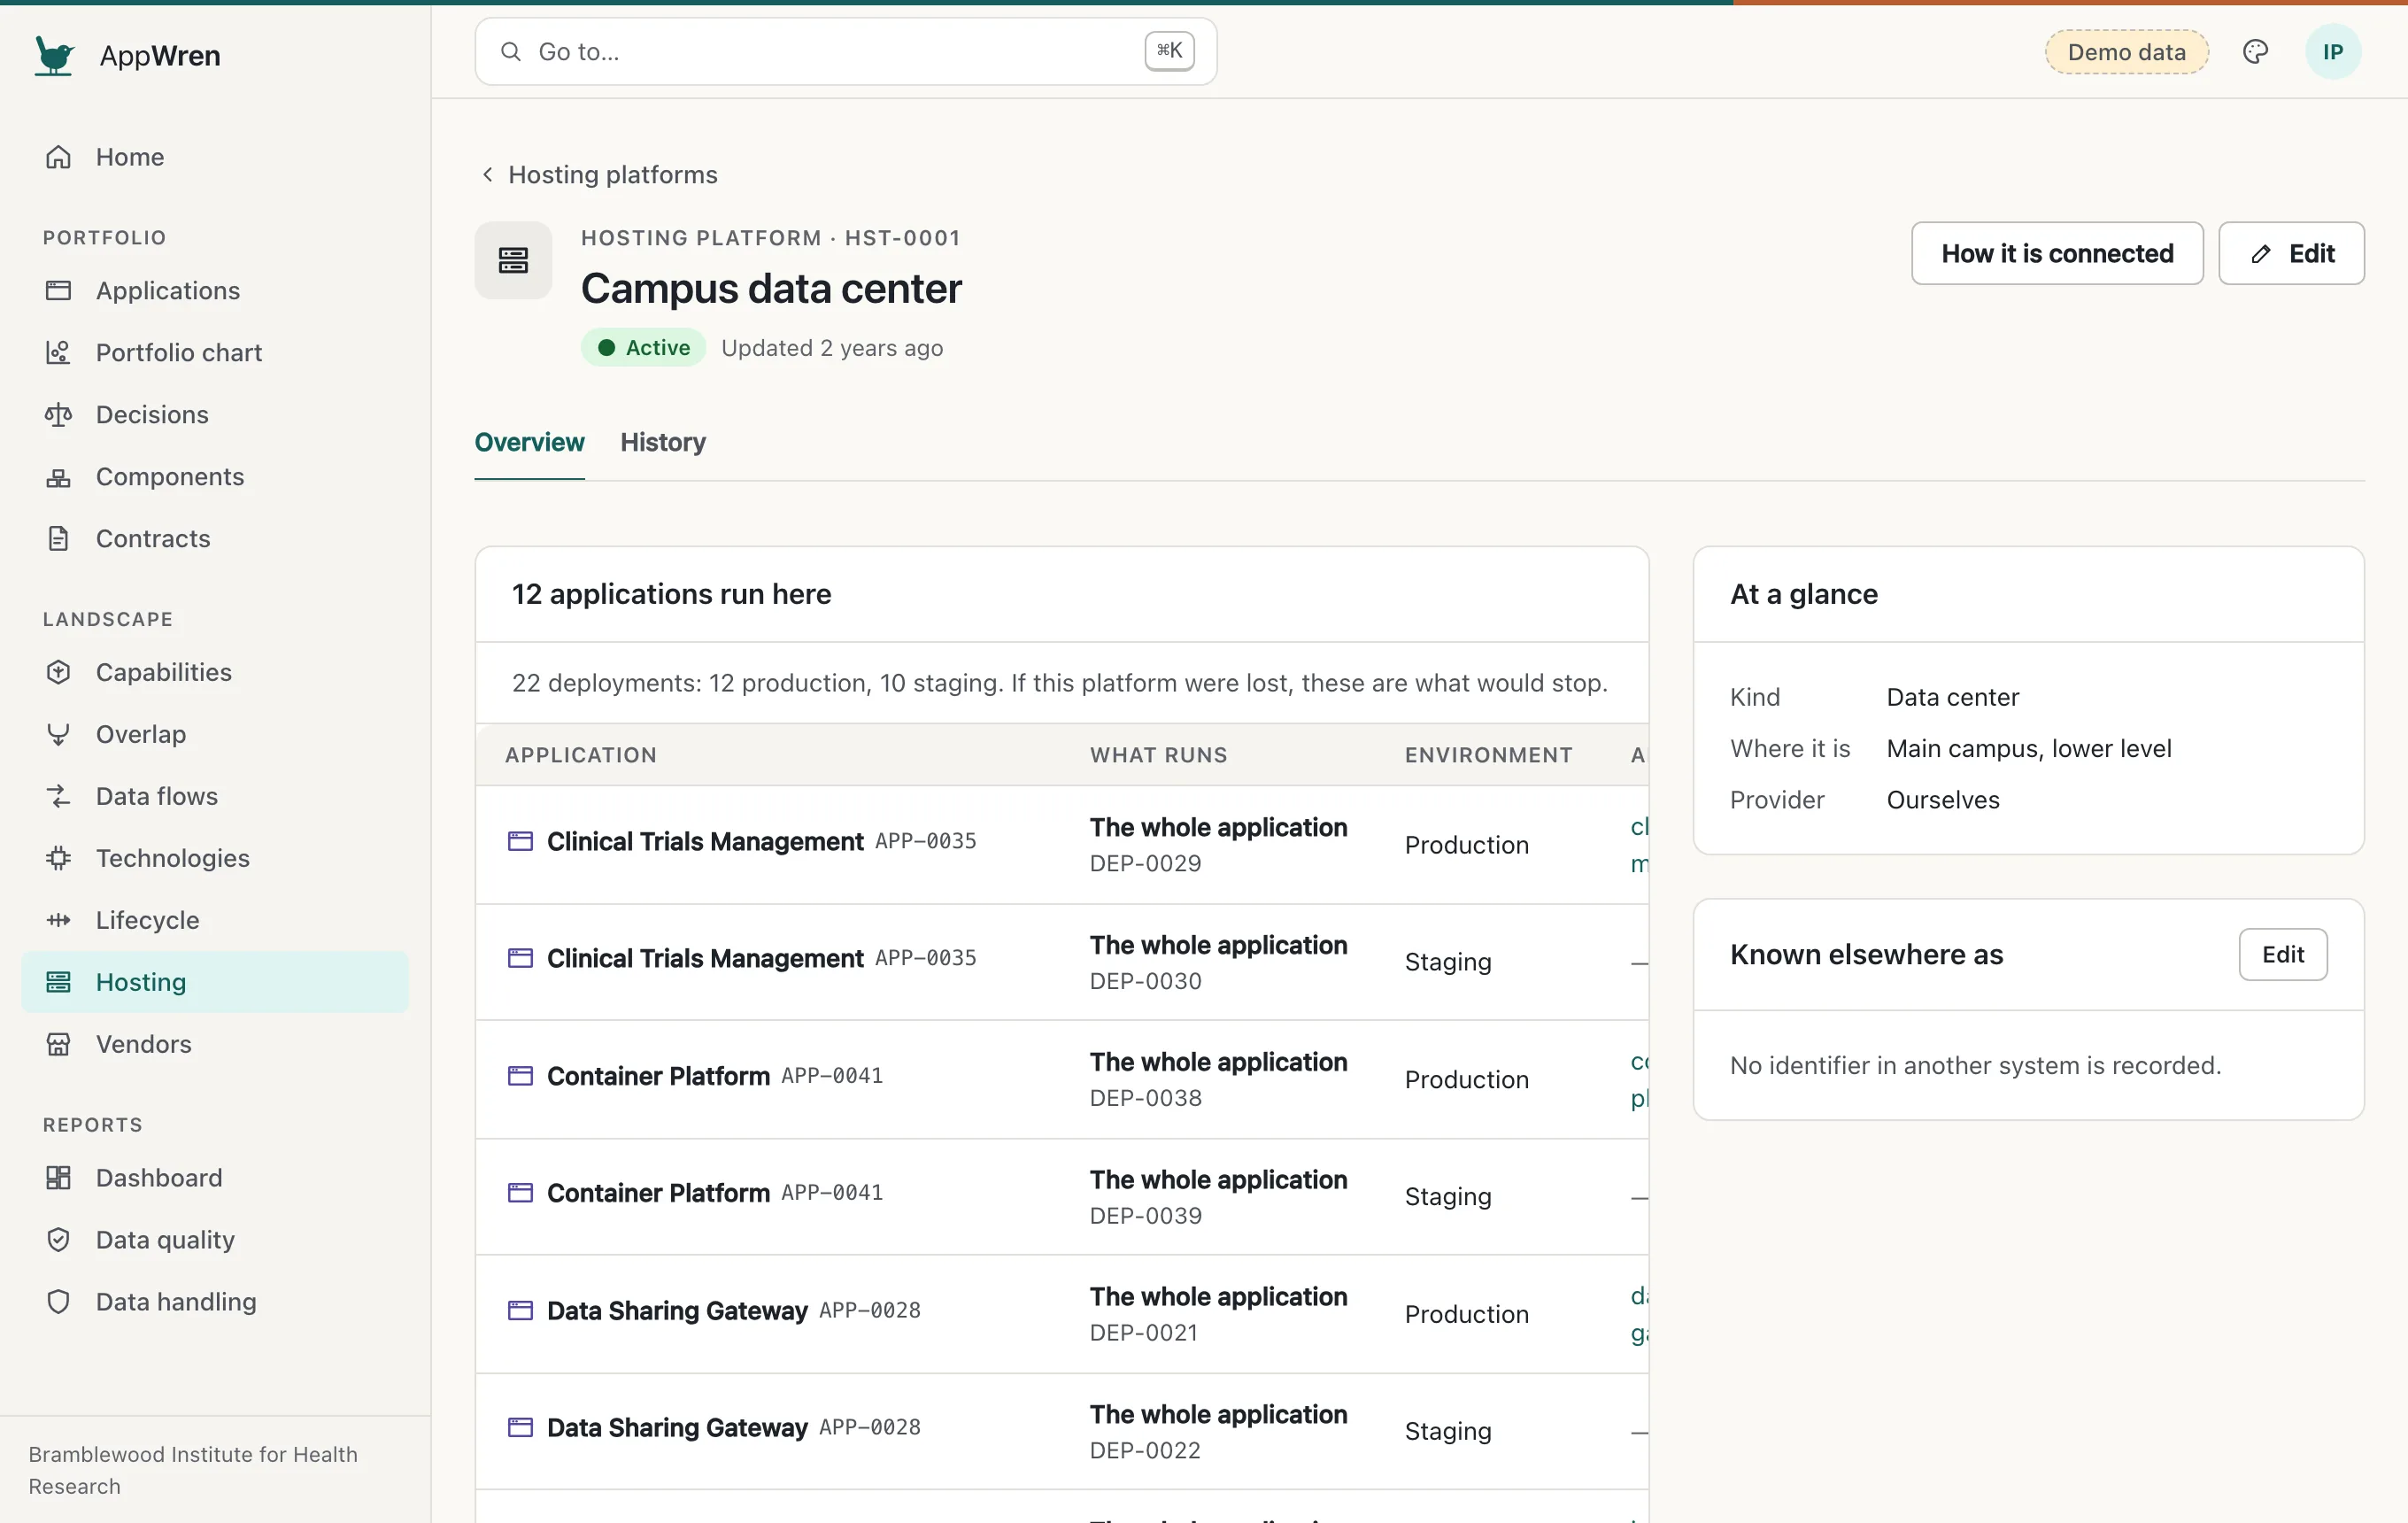 AppWren
Go to...
⌘K
Demo data
IP
Home
PORTFOLIO
Applications
Portfolio chart
Decisions
Components
Contracts
LANDSCAPE
Capabilities
Overlap
Data flows
Technologies
Lifecycle
Hosting
Vendors
REPORTS
Dashboard
Data quality
Data handling
Bramblewood Institute for Health
Research
Hosting platforms
HOSTING PLATFORM · HST-0001
Campus data center
Active Updated 2 years ago
How it is connected
Edit
Overview
History
12 applications run here
22 deployments: 12 production, 10 staging. If this platform were lost, these are what would stop.
APPLICATION WHAT RUNS ENVIRONMENT
Clinical Trials Management APP-0035 The whole application Production
DEP-0029
Clinical Trials Management APP-0035 The whole application Staging —
DEP-0030
Container Platform APP-0041 The whole application Production
DEP-0038
Container Platform APP-0041 The whole application Staging —
DEP-0039
Data Sharing Gateway APP-0028 The whole application Production
DEP-0021
Data Sharing Gateway APP-0028 The whole application Staging —
DEP-0022
At a glance
Kind Data center
Where it is Main campus, lower level
Provider Ourselves
Known elsewhere as
Edit
No identifier in another system is recorded.